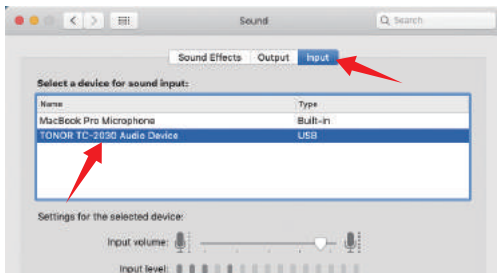 Sound
Search
Sound Effects Output Input
Select a device for sound input:
Name Type
MacBook Pro Microphone Built-in
TONOR TC-2030 Audio Device USB
Settings for the selected device:
Input volume:
Input level: